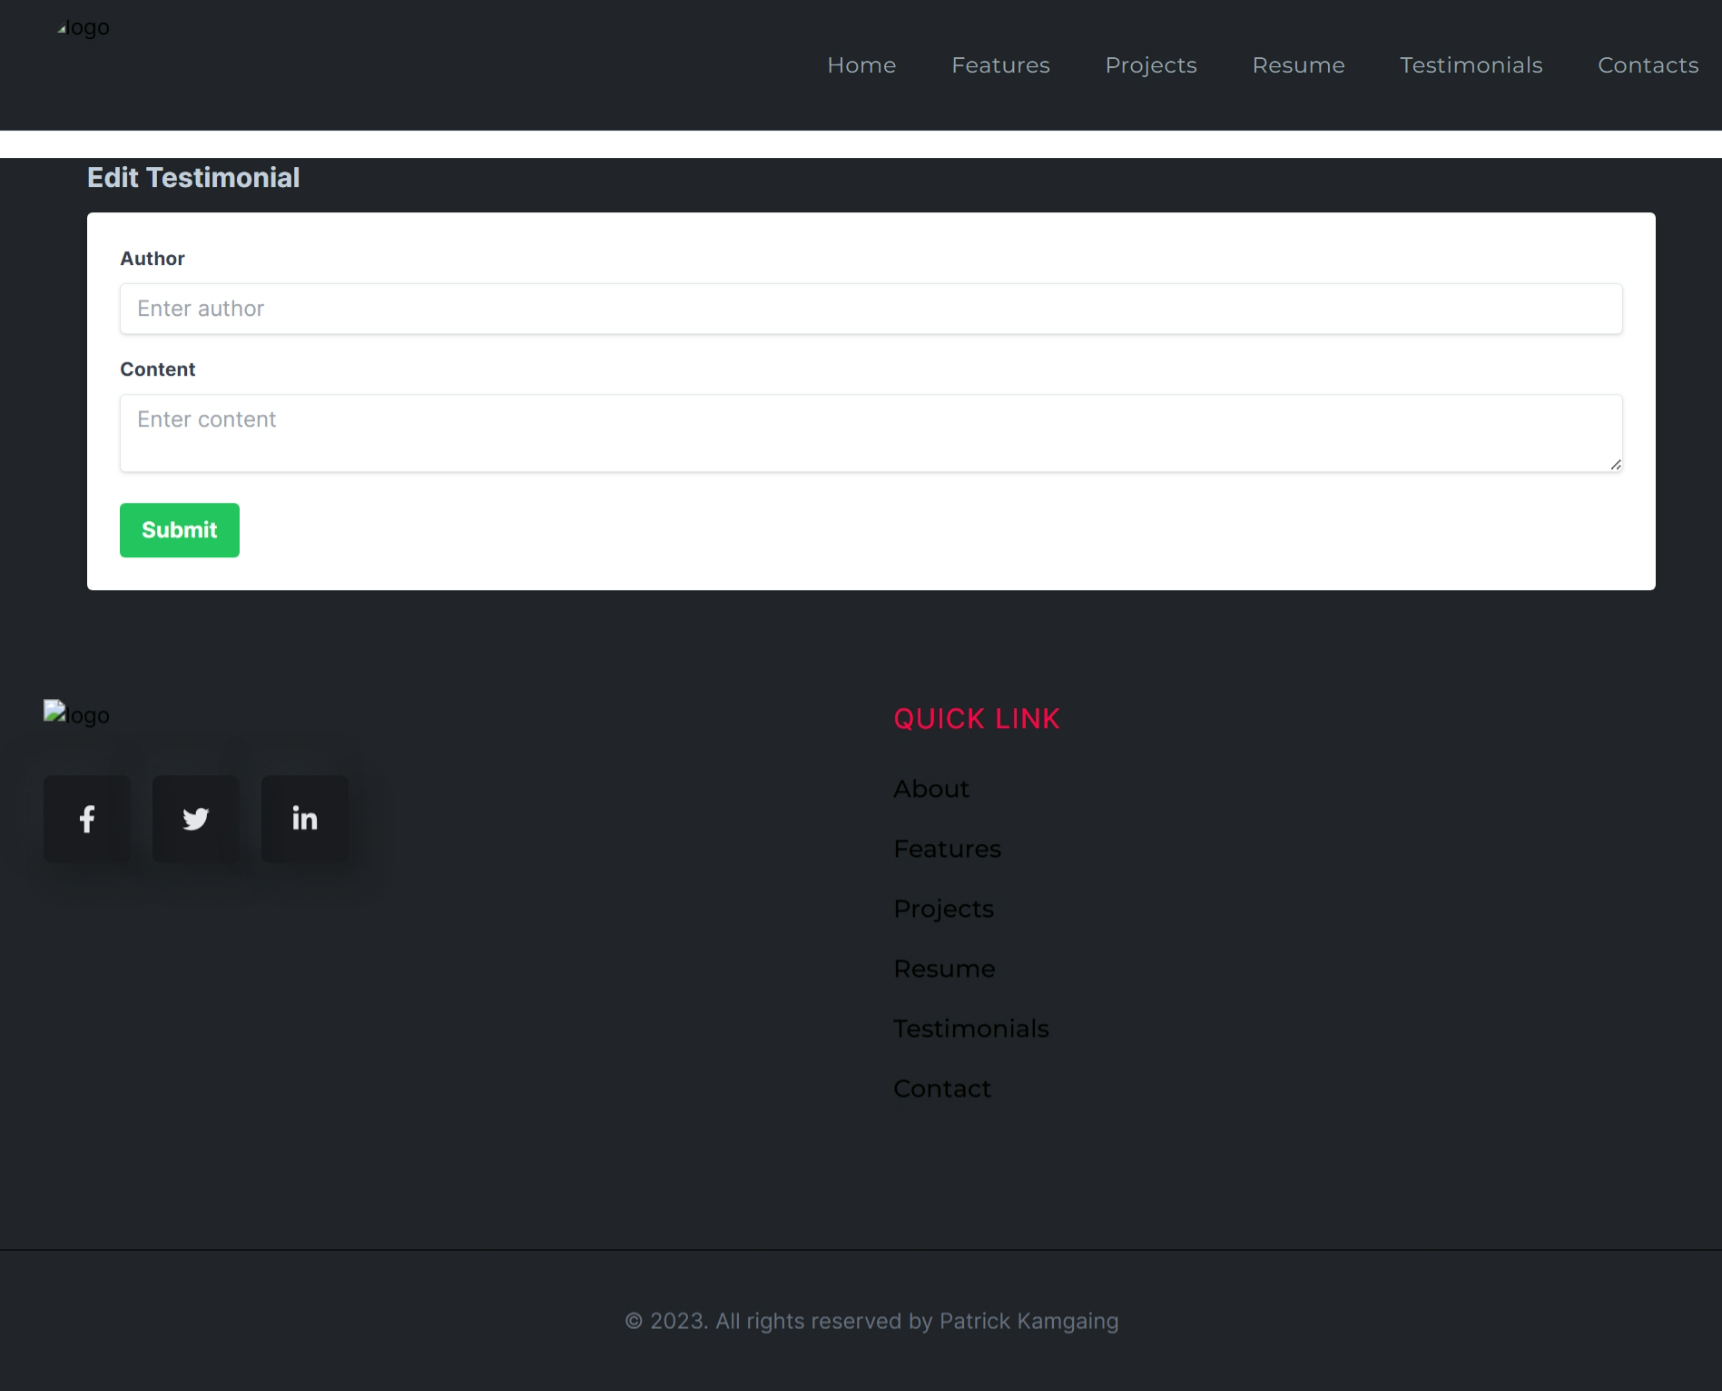 logo
Home Features Projects Resume Testimonials Contacts
Edit Testimonial
Author
Enter author
Content
Enter content
Submit
logo
QUICK LINK
About
Features
Projects
Resume
Testimonials
Contact
© 2023. All rights reserved by Patrick Kamgaing